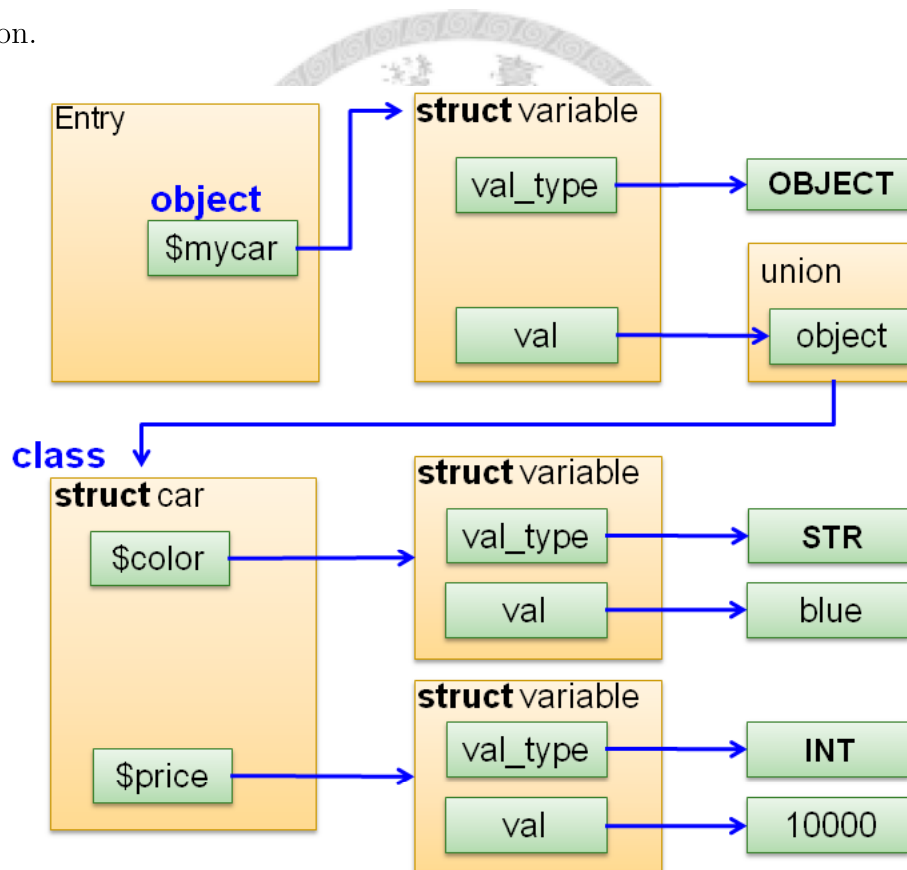 on.
Entry
object
$mycar
struct variable
val_type
OBJECT
union
val
object
class
struct car
$color
struct variable
val_type
STR
val
blue
$price
struct variable
val_type
INT
val
10000